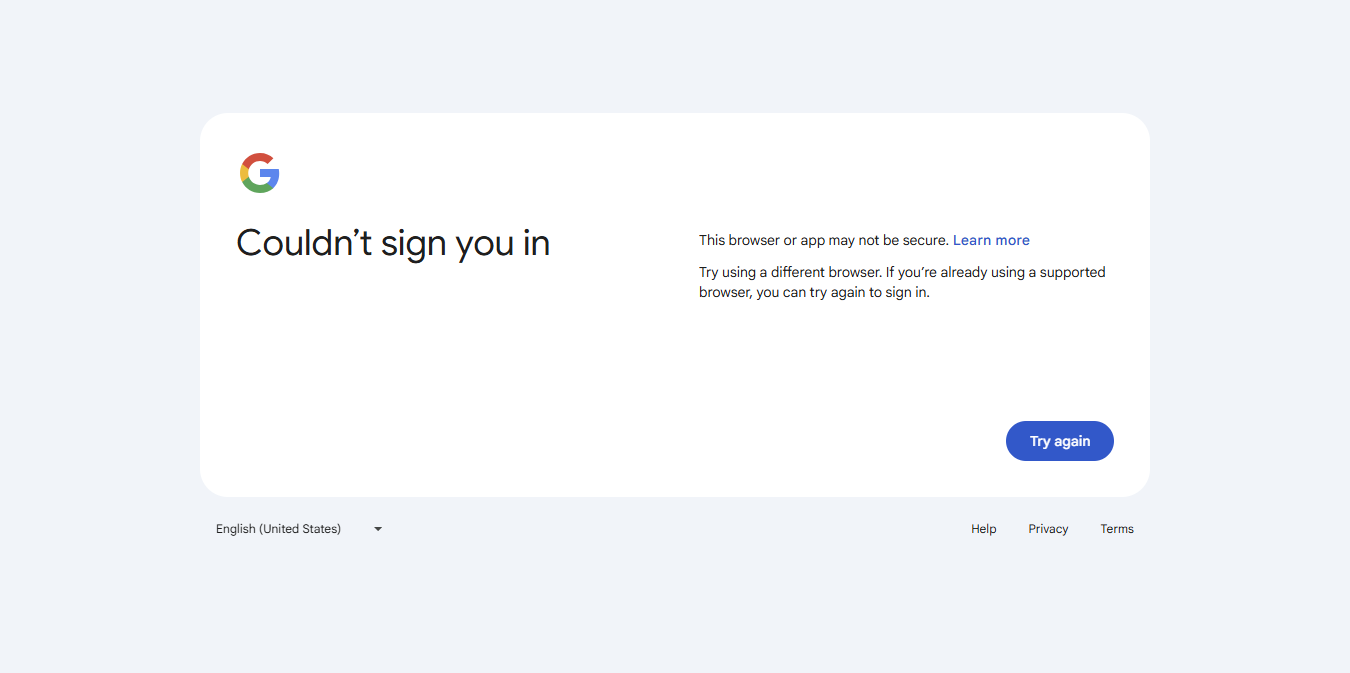 Couldn’t sign you in
This browser or app may not be secure. Learn more
Try using a different browser. If you’re already using a supported
browser, you can try again to sign in.
Try again
English (United States)
Help
Privacy
Terms